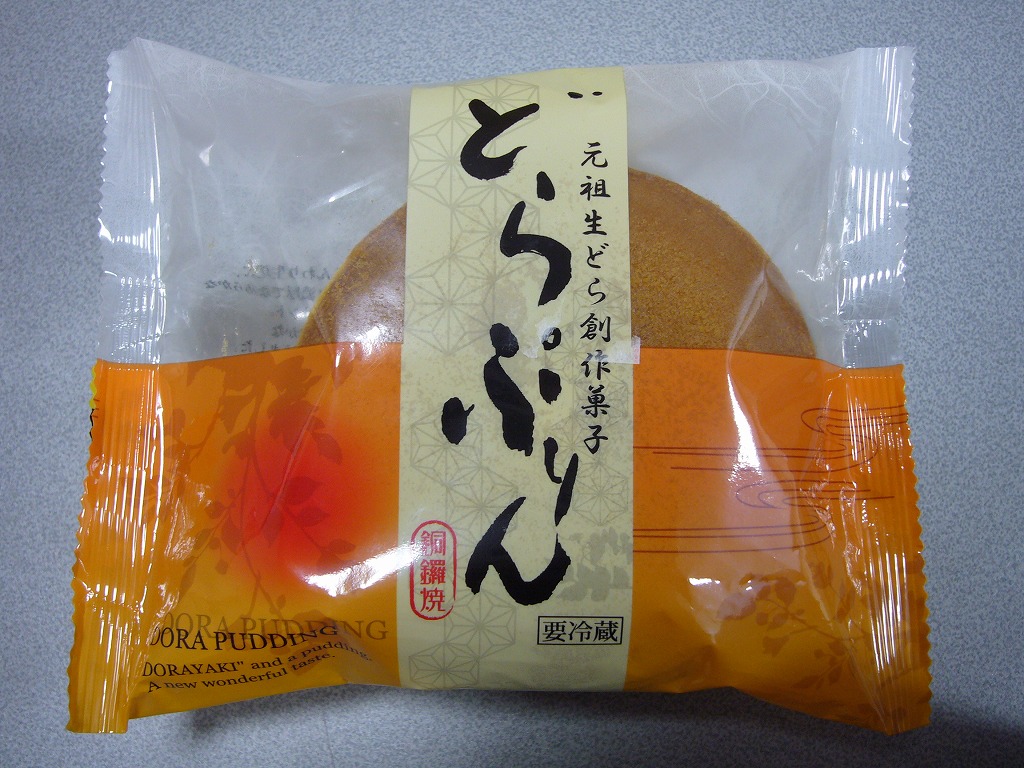 どらぷりん
元祖生どら創作菓子
銅鑼焼
要冷蔵
DORA PUDDING
DORAYAKI" and a pudding.
A new wonderful taste.